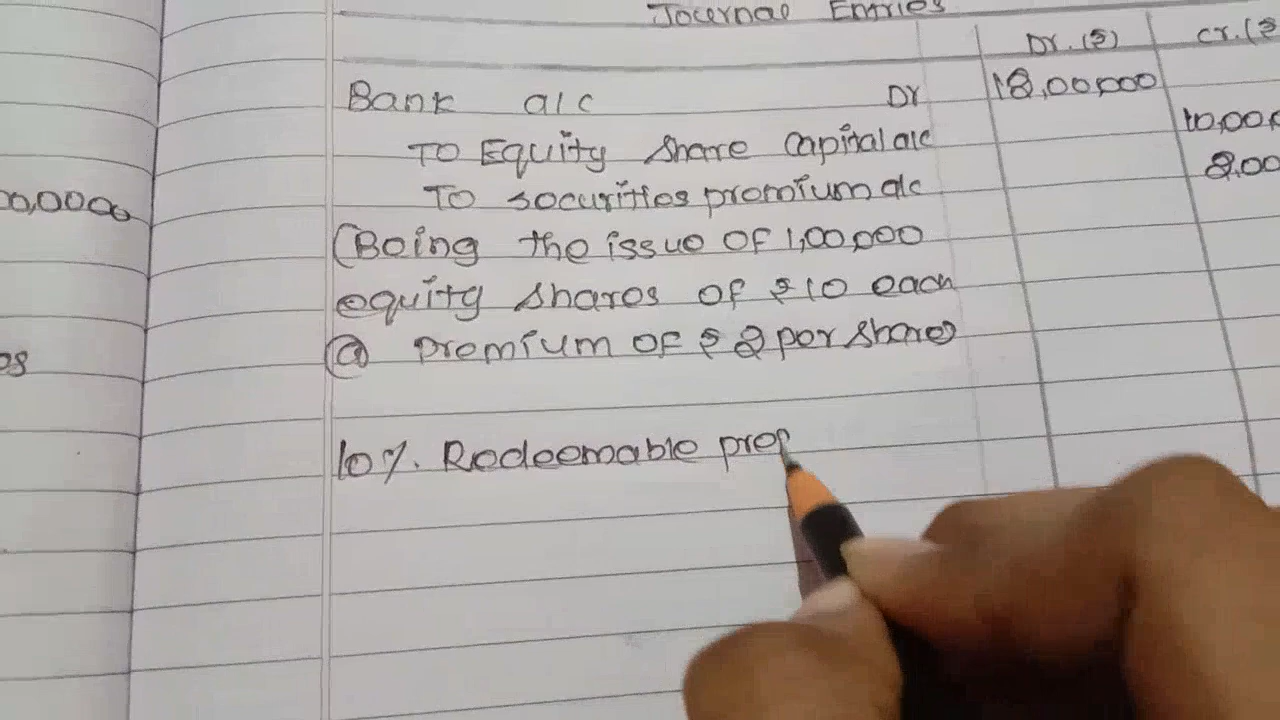 Journal Entries
Dr. (₹) Cr. (₹
Bank a/c Dr 18,00,000
To Equity share capital a/c 10,00,0
To securities premium a/c 8,00
(Being the issue of 1,00,000
equity shares of ₹ 10 each
@ premium of ₹ 8 per share)
10%. Redeemable pref